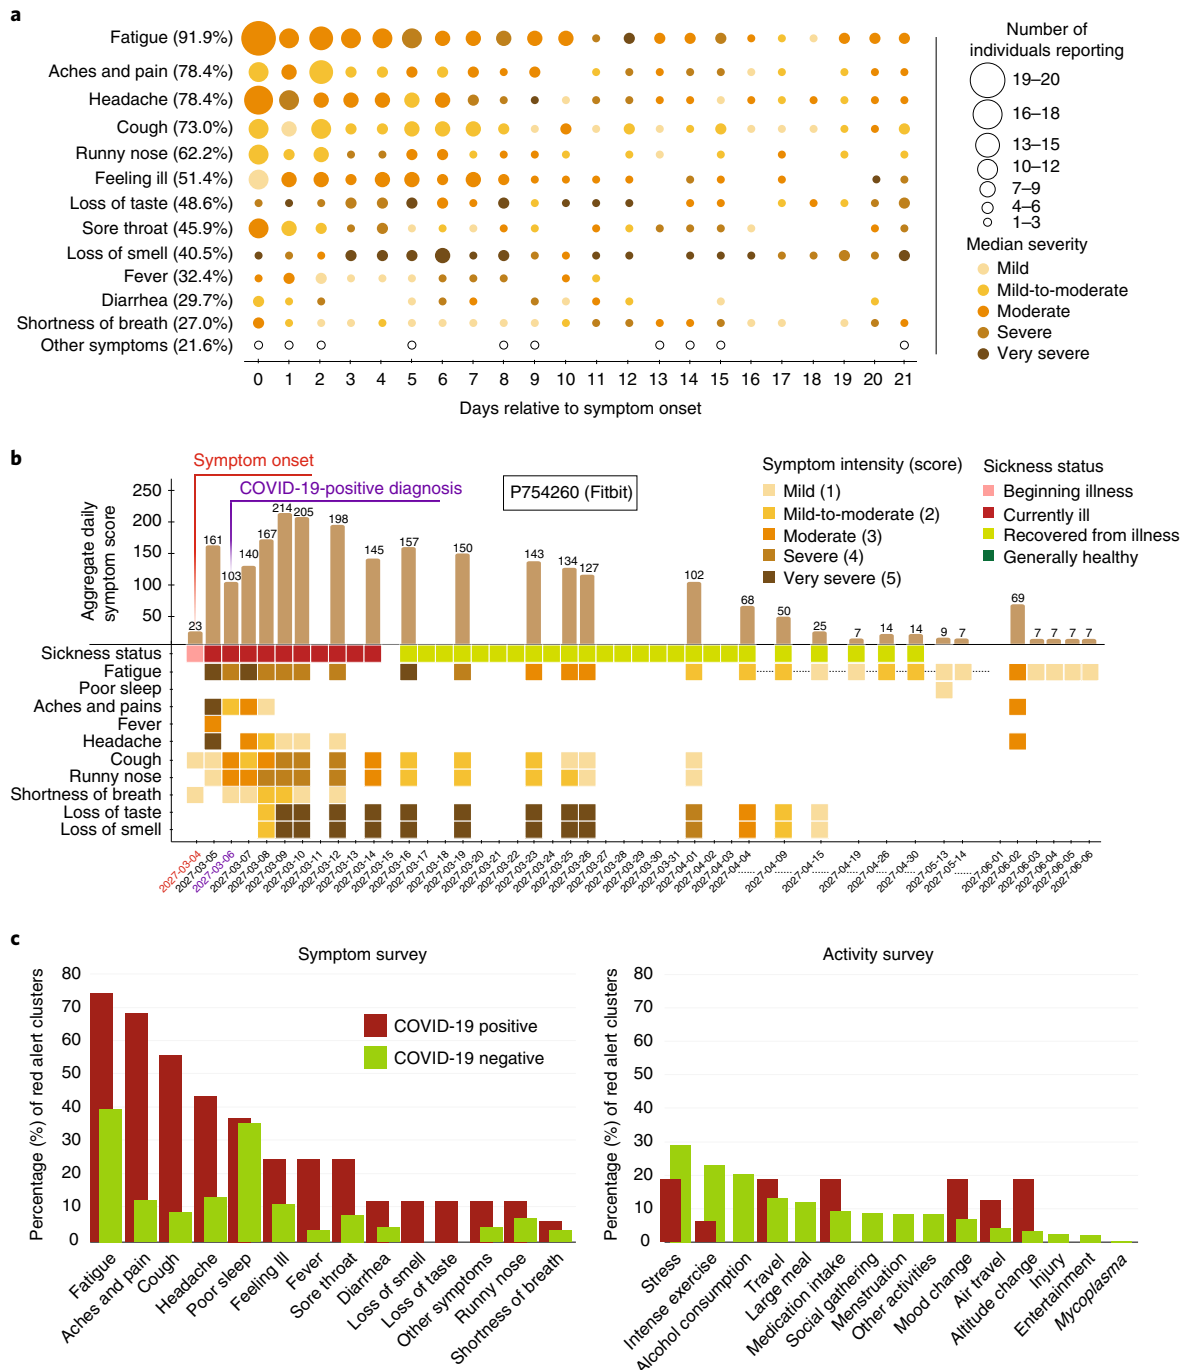 a
Fatigue (91.9%)
Aches and pain (78.4%)
Headache (78.4%)
Cough (73.0%)
Runny nose (62.2%)
Feeling ill (51.4%)
Loss of taste (48.6%)
Sore throat (45.9%)
Loss of smell (40.5%)
Fever (32.4%)
Diarrhea (29.7%)
Shortness of breath (27.0%)
Other symptoms (21.6%)
0 1 2 3 4 5 6 7 8 9 10 11 12 13 14 15 16 17 18 19 20 21
Days relative to symptom onset
Number of
individuals reporting
19–20
16–18
13–15
10–12
7–9
4–6
1–3
Median severity
Mild
Mild-to-moderate
Moderate
Severe
Very severe
b
Symptom onset
COVID-19-positive diagnosis
P754260 (Fitbit)
Symptom intensity (score)
Mild (1)
Mild-to-moderate (2)
Moderate (3)
Severe (4)
Very severe (5)
Sickness status
Beginning illness
Currently ill
Recovered from illness
Generally healthy
Aggregate daily
symptom score
250
200
150
100
50
23 161 103 140 167 214 205 198 145 157 150 143 134 127 102 68 50 25 7 14 14 9 7 69 7 7 7 7
Sickness status
Fatigue
Poor sleep
Aches and pains
Fever
Headache
Cough
Runny nose
Shortness of breath
Loss of taste
Loss of smell
2027-03-04
2027-03-05
2027-03-06
2027-03-07
2027-03-08
2027-03-09
2027-03-10
2027-03-11
2027-03-12
2027-03-13
2027-03-14
2027-03-15
2027-03-16
2027-03-17
2027-03-18
2027-03-19
2027-03-20
2027-03-21
2027-03-22
2027-03-23
2027-03-24
2027-03-25
2027-03-26
2027-03-27
2027-03-28
2027-03-29
2027-03-30
2027-03-31
2027-04-01
2027-04-02
2027-04-03
2027-04-04
2027-04-09
2027-04-15
2027-04-19
2027-04-26
2027-04-30
2027-05-13
2027-05-14
2027-06-01
2027-06-02
2027-06-03
2027-06-04
2027-06-05
2027-06-06
c
Symptom survey
Percentage (%) of red alert clusters
80
70
60
50
40
30
20
10
0
COVID-19 positive
COVID-19 negative
Fatigue
Aches and pain
Cough
Headache
Poor sleep
Feeling Ill
Fever
Sore throat
Diarrhea
Loss of smell
Loss of taste
Other symptoms
Runny nose
Shortness of breath
Activity survey
Percentage (%) of red alert clusters
80
70
60
50
40
30
20
10
0
Stress
Intense exercise
Alcohol consumption
Travel
Large meal
Medication intake
Social gathering
Menstruation
Other activities
Mood change
Air travel
Altitude change
Injury
Entertainment
Mycoplasma